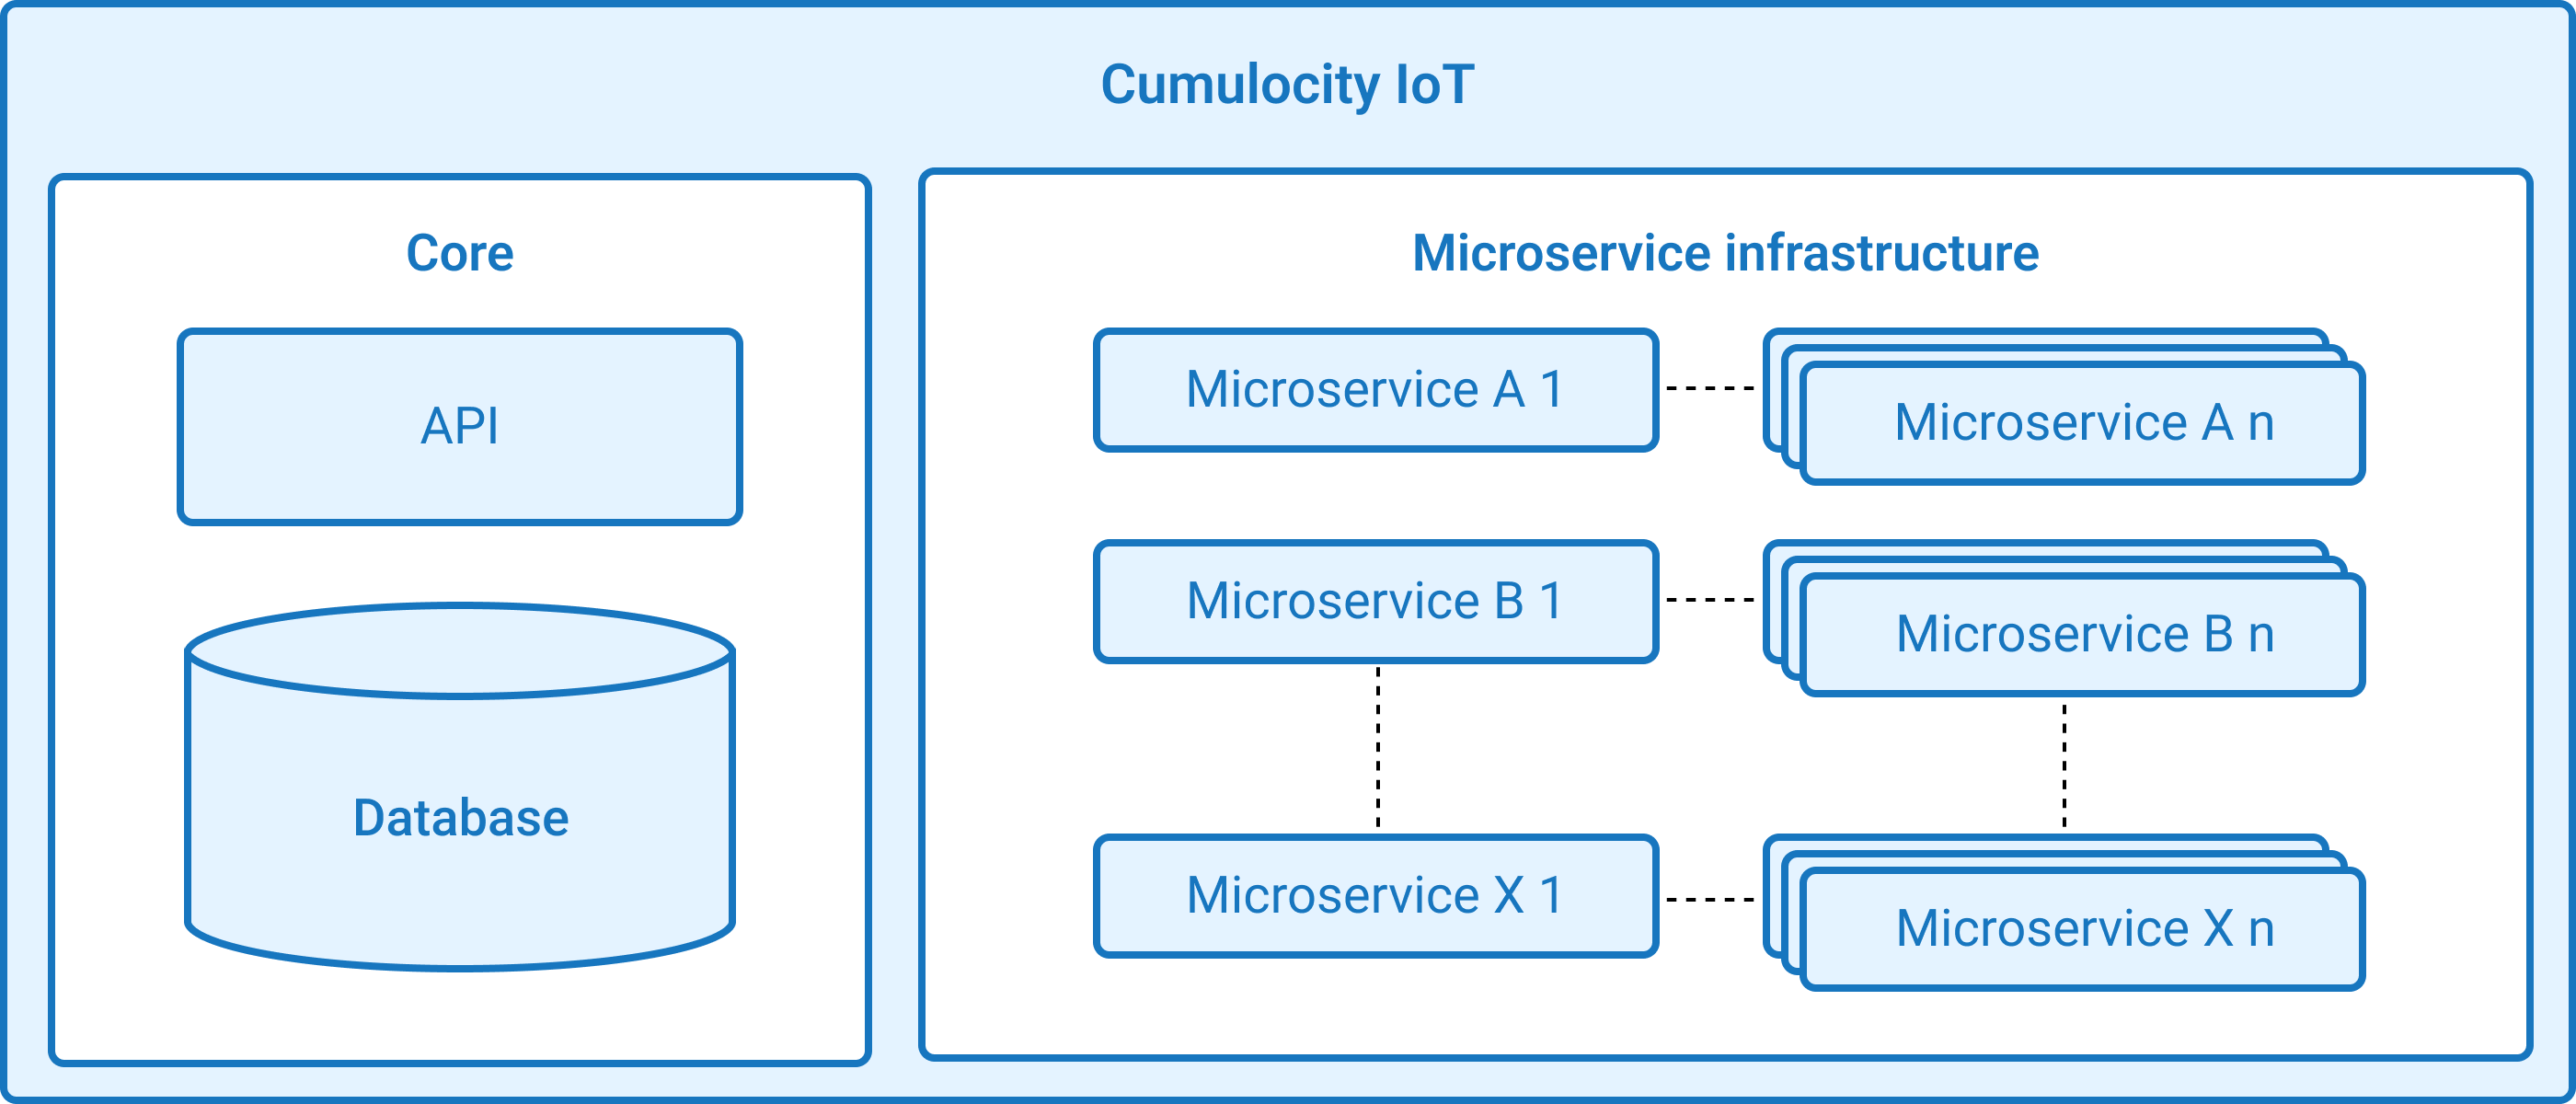 Cumulocity IoT
Core
API
Database
Microservice infrastructure
Microservice A 1
Microservice A n
Microservice B 1
Microservice B n
Microservice X 1
Microservice X n